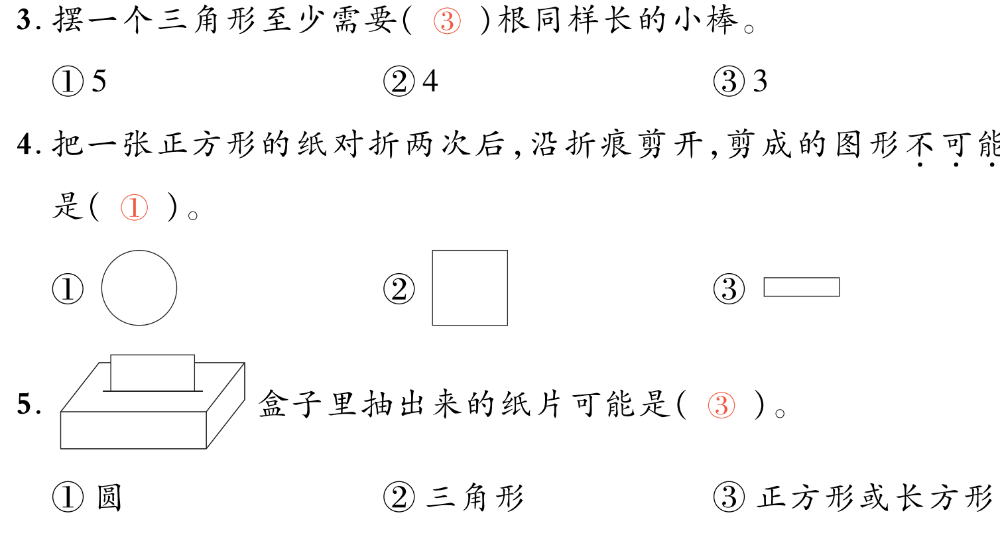 3. 摆一个三角形至少需要( ③ )根同样长的小棒。
①5 ②4 ③3
4. 把一张正方形的纸对折两次后,沿折痕剪开,剪成的图形不可能
是( ① )。
① ② ③
5. 盒子里抽出来的纸片可能是( ③ )。
①圆 ②三角形 ③正方形或长方形